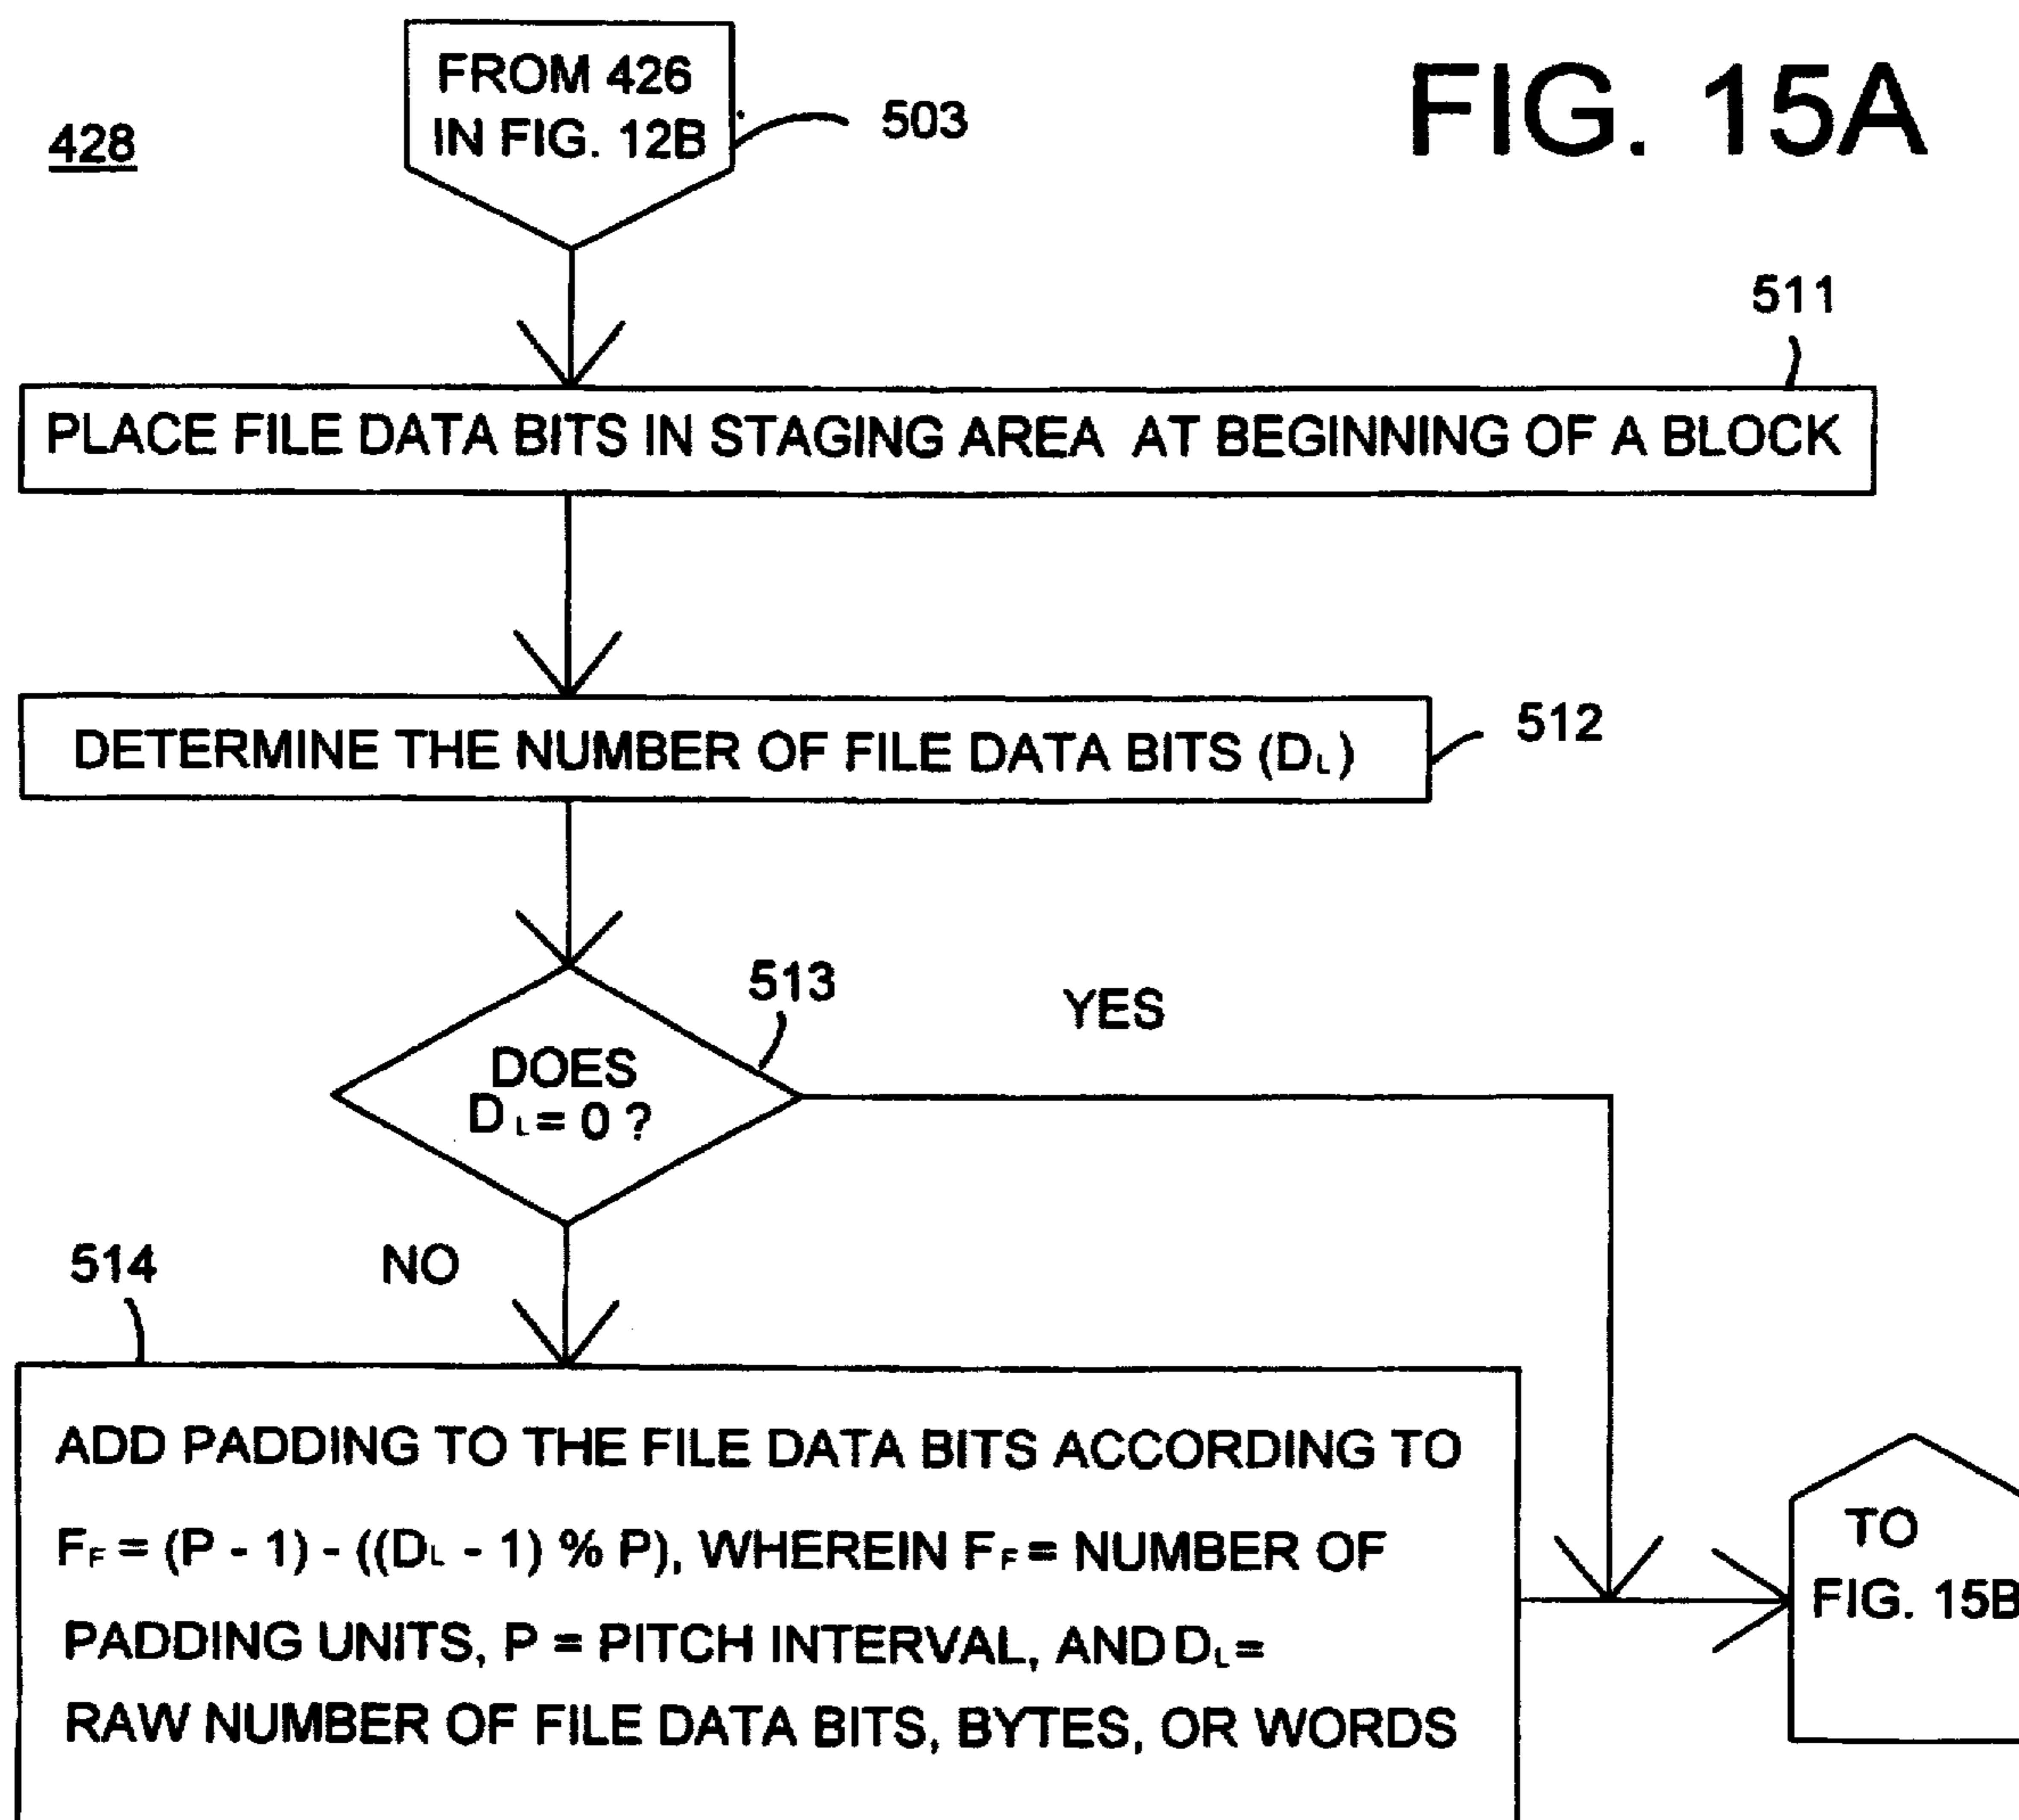 FIG. 15A
FROM 426
IN FIG. 12B
503
428
511
PLACE FILE DATA BITS IN STAGING AREA AT BEGINNING OF A BLOCK
DETERMINE THE NUMBER OF FILE DATA BITS (DL)
512
513
YES
DOES
DL = 0 ?
NO
514
ADD PADDING TO THE FILE DATA BITS ACCORDING TO
FF = (P - 1) - ((DL - 1) % P), WHEREIN FF = NUMBER OF
PADDING UNITS, P = PITCH INTERVAL, AND DL =
RAW NUMBER OF FILE DATA BITS, BYTES, OR WORDS
TO
FIG. 15B